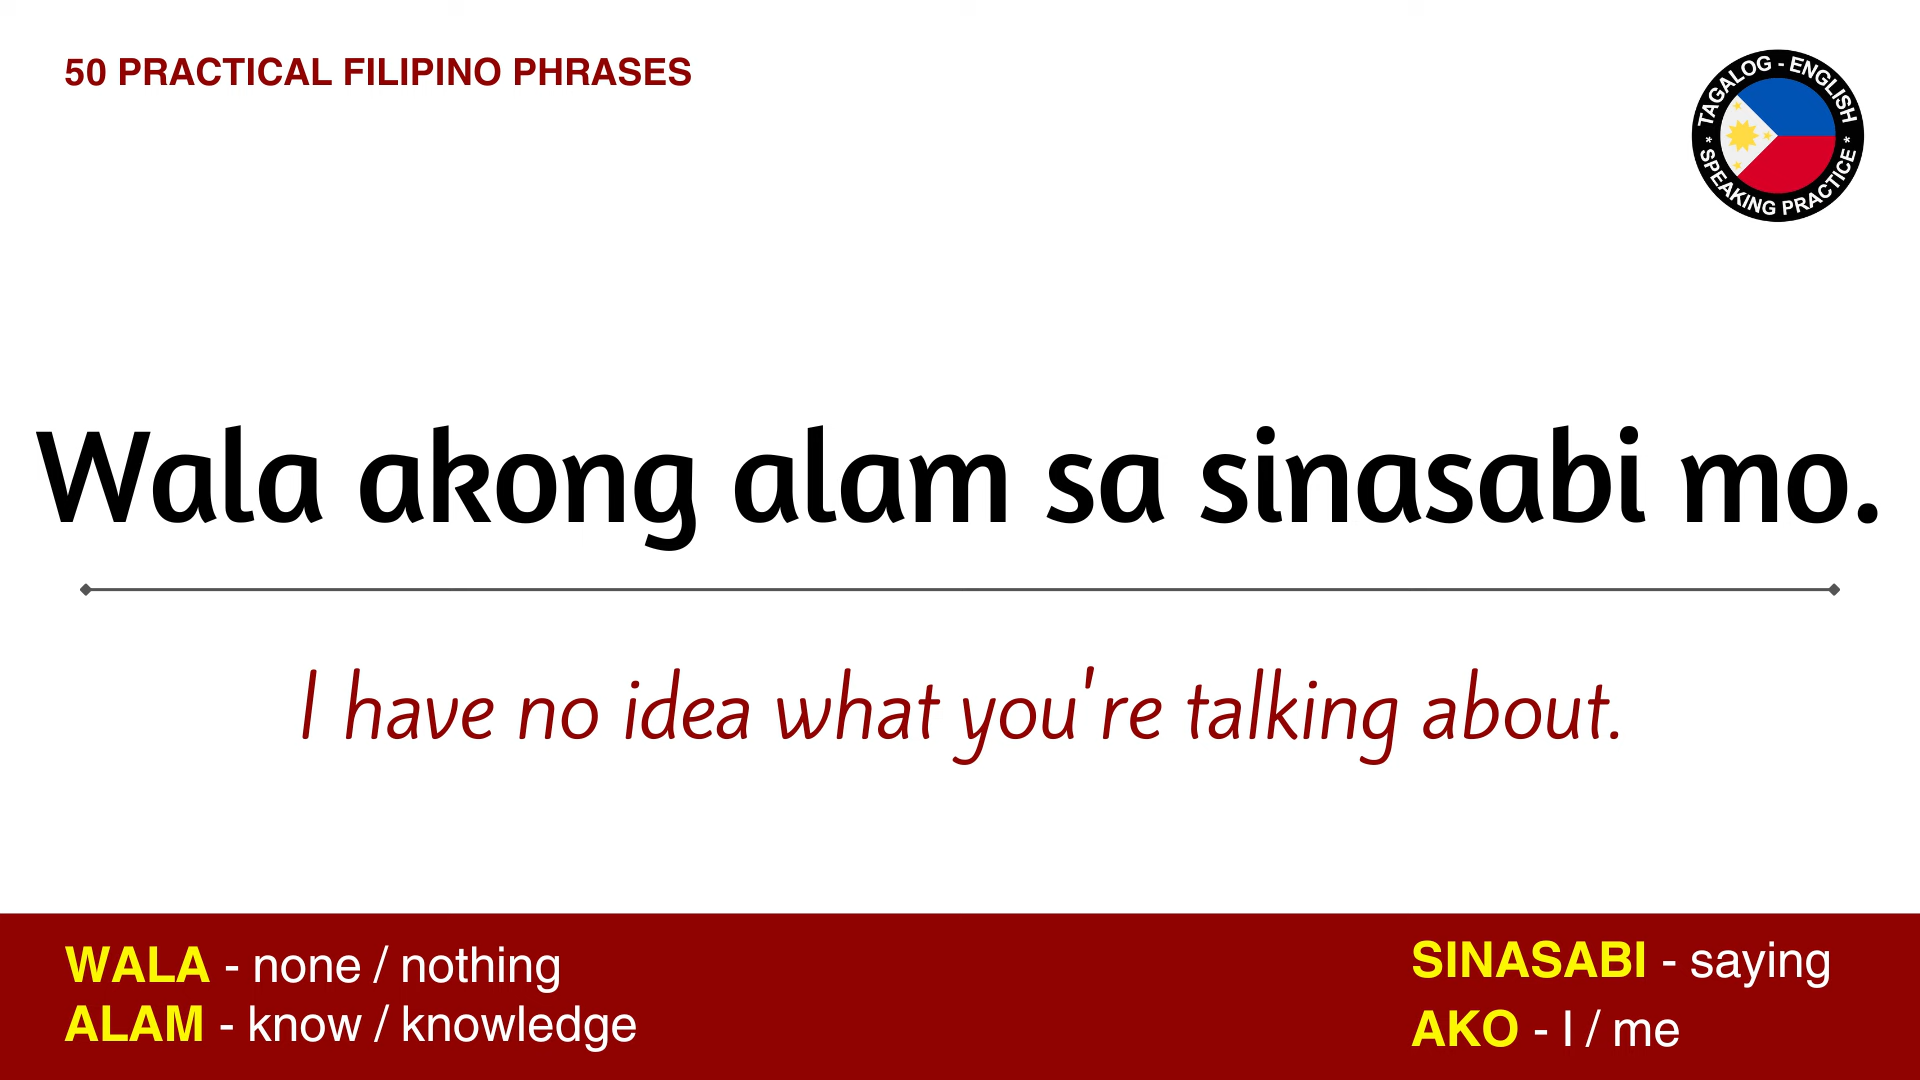 50 PRACTICAL FILIPINO PHRASES
TAGALOG - ENGLISH
* SPEAKING PRACTICE *
Wala akong alam sa sinasabi mo.
I have no idea what you're talking about.
WALA - none / nothing
ALAM - know / knowledge
SINASABI - saying
AKO - I / me